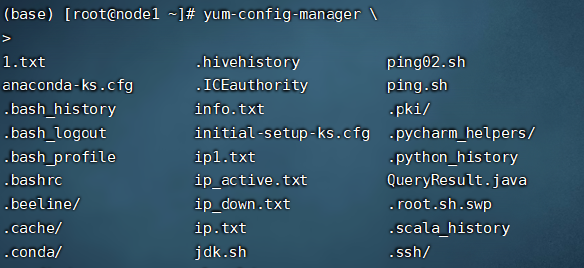 (base) [root@node1 ~]# yum-config-manager \
>
1.txt .hivehistory ping02.sh
anaconda-ks.cfg .ICEauthority ping.sh
.bash_history info.txt .pki/
.bash_logout initial-setup-ks.cfg .pycharm_helpers/
.bash_profile ip1.txt .python_history
.bashrc ip_active.txt QueryResult.java
.beeline/ ip_down.txt .root.sh.swp
.cache/ ip.txt .scala_history
.conda/ jdk.sh .ssh/